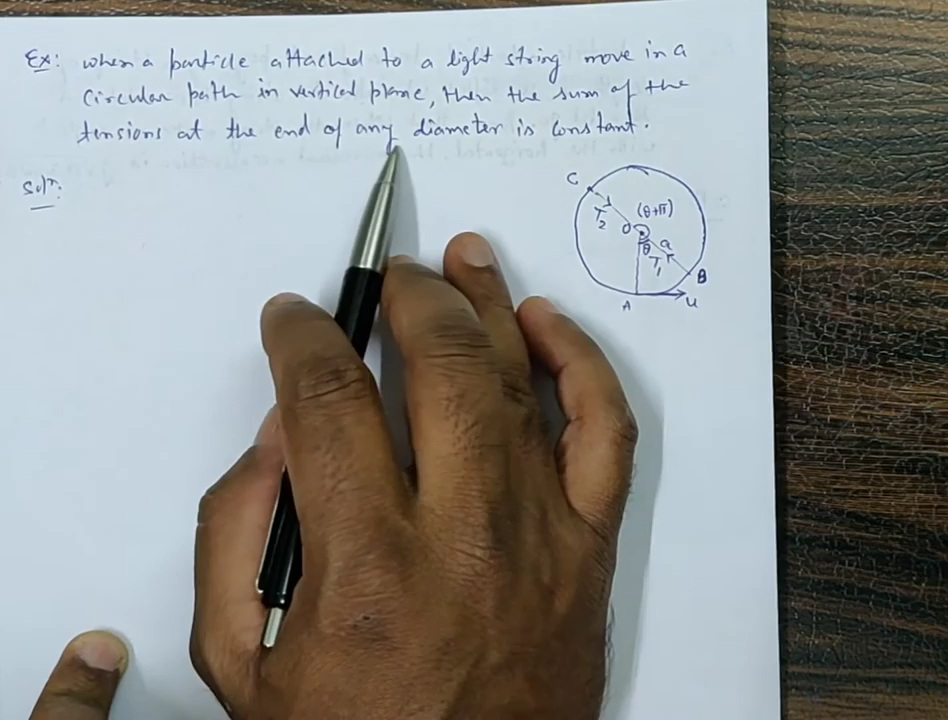 Ex: when a particle attached to a light string move in a
Circular path in vertical plane, then the sum of the
tensions at the end of any diameter is constant.
Solⁿ:
C
(θ+π)
T₂
O
a
θ
T₁
B
A
u